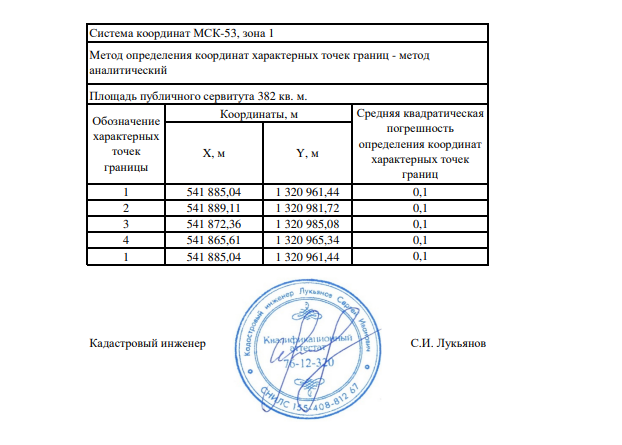 Система координат МСК-53, зона 1
Метод определения координат характерных точек границ - метод
аналитический
Площадь публичного сервитута 382 кв. м.
Обозначение характерных точек границы | Координаты, м | Средняя квадратическая погрешность определения координат характерных точек границ
X, м | Y, м
1 | 541 885,04 | 1 320 961,44 | 0,1
2 | 541 889,11 | 1 320 981,72 | 0,1
3 | 541 872,36 | 1 320 985,08 | 0,1
4 | 541 865,61 | 1 320 965,34 | 0,1
1 | 541 885,04 | 1 320 961,44 | 0,1
Кадастровый инженер
Кадастровый инженер Лукьянов Сергей Иванович
Квалификационный
аттестат
76-12-320
СНИЛС 155-408-812 67
С.И. Лукьянов